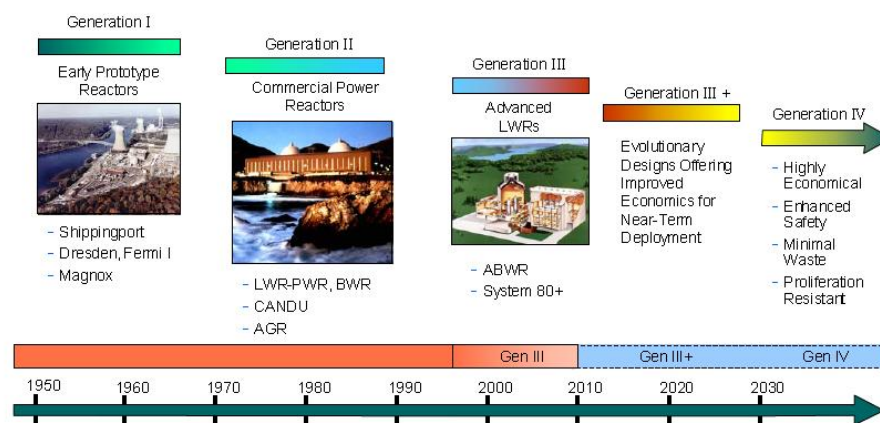 Generation I
Early Prototype
Reactors
- Shippingport
- Dresden, Fermi I
- Magnox
Generation II
Commercial Power
Reactors
- LWR-PWR, BWR
- CANDU
- AGR
Generation III
Advanced
LWRs
- ABWR
- System 80+
Generation III +
Evolutionary
Designs Offering
Improved
Economics for
Near-Term
Deployment
Generation IV
- Highly
Economical
- Enhanced
Safety
- Minimal
Waste
- Proliferation
Resistant
Gen III
Gen III+
Gen IV
1950
1960
1970
1980
1990
2000
2010
2020
2030